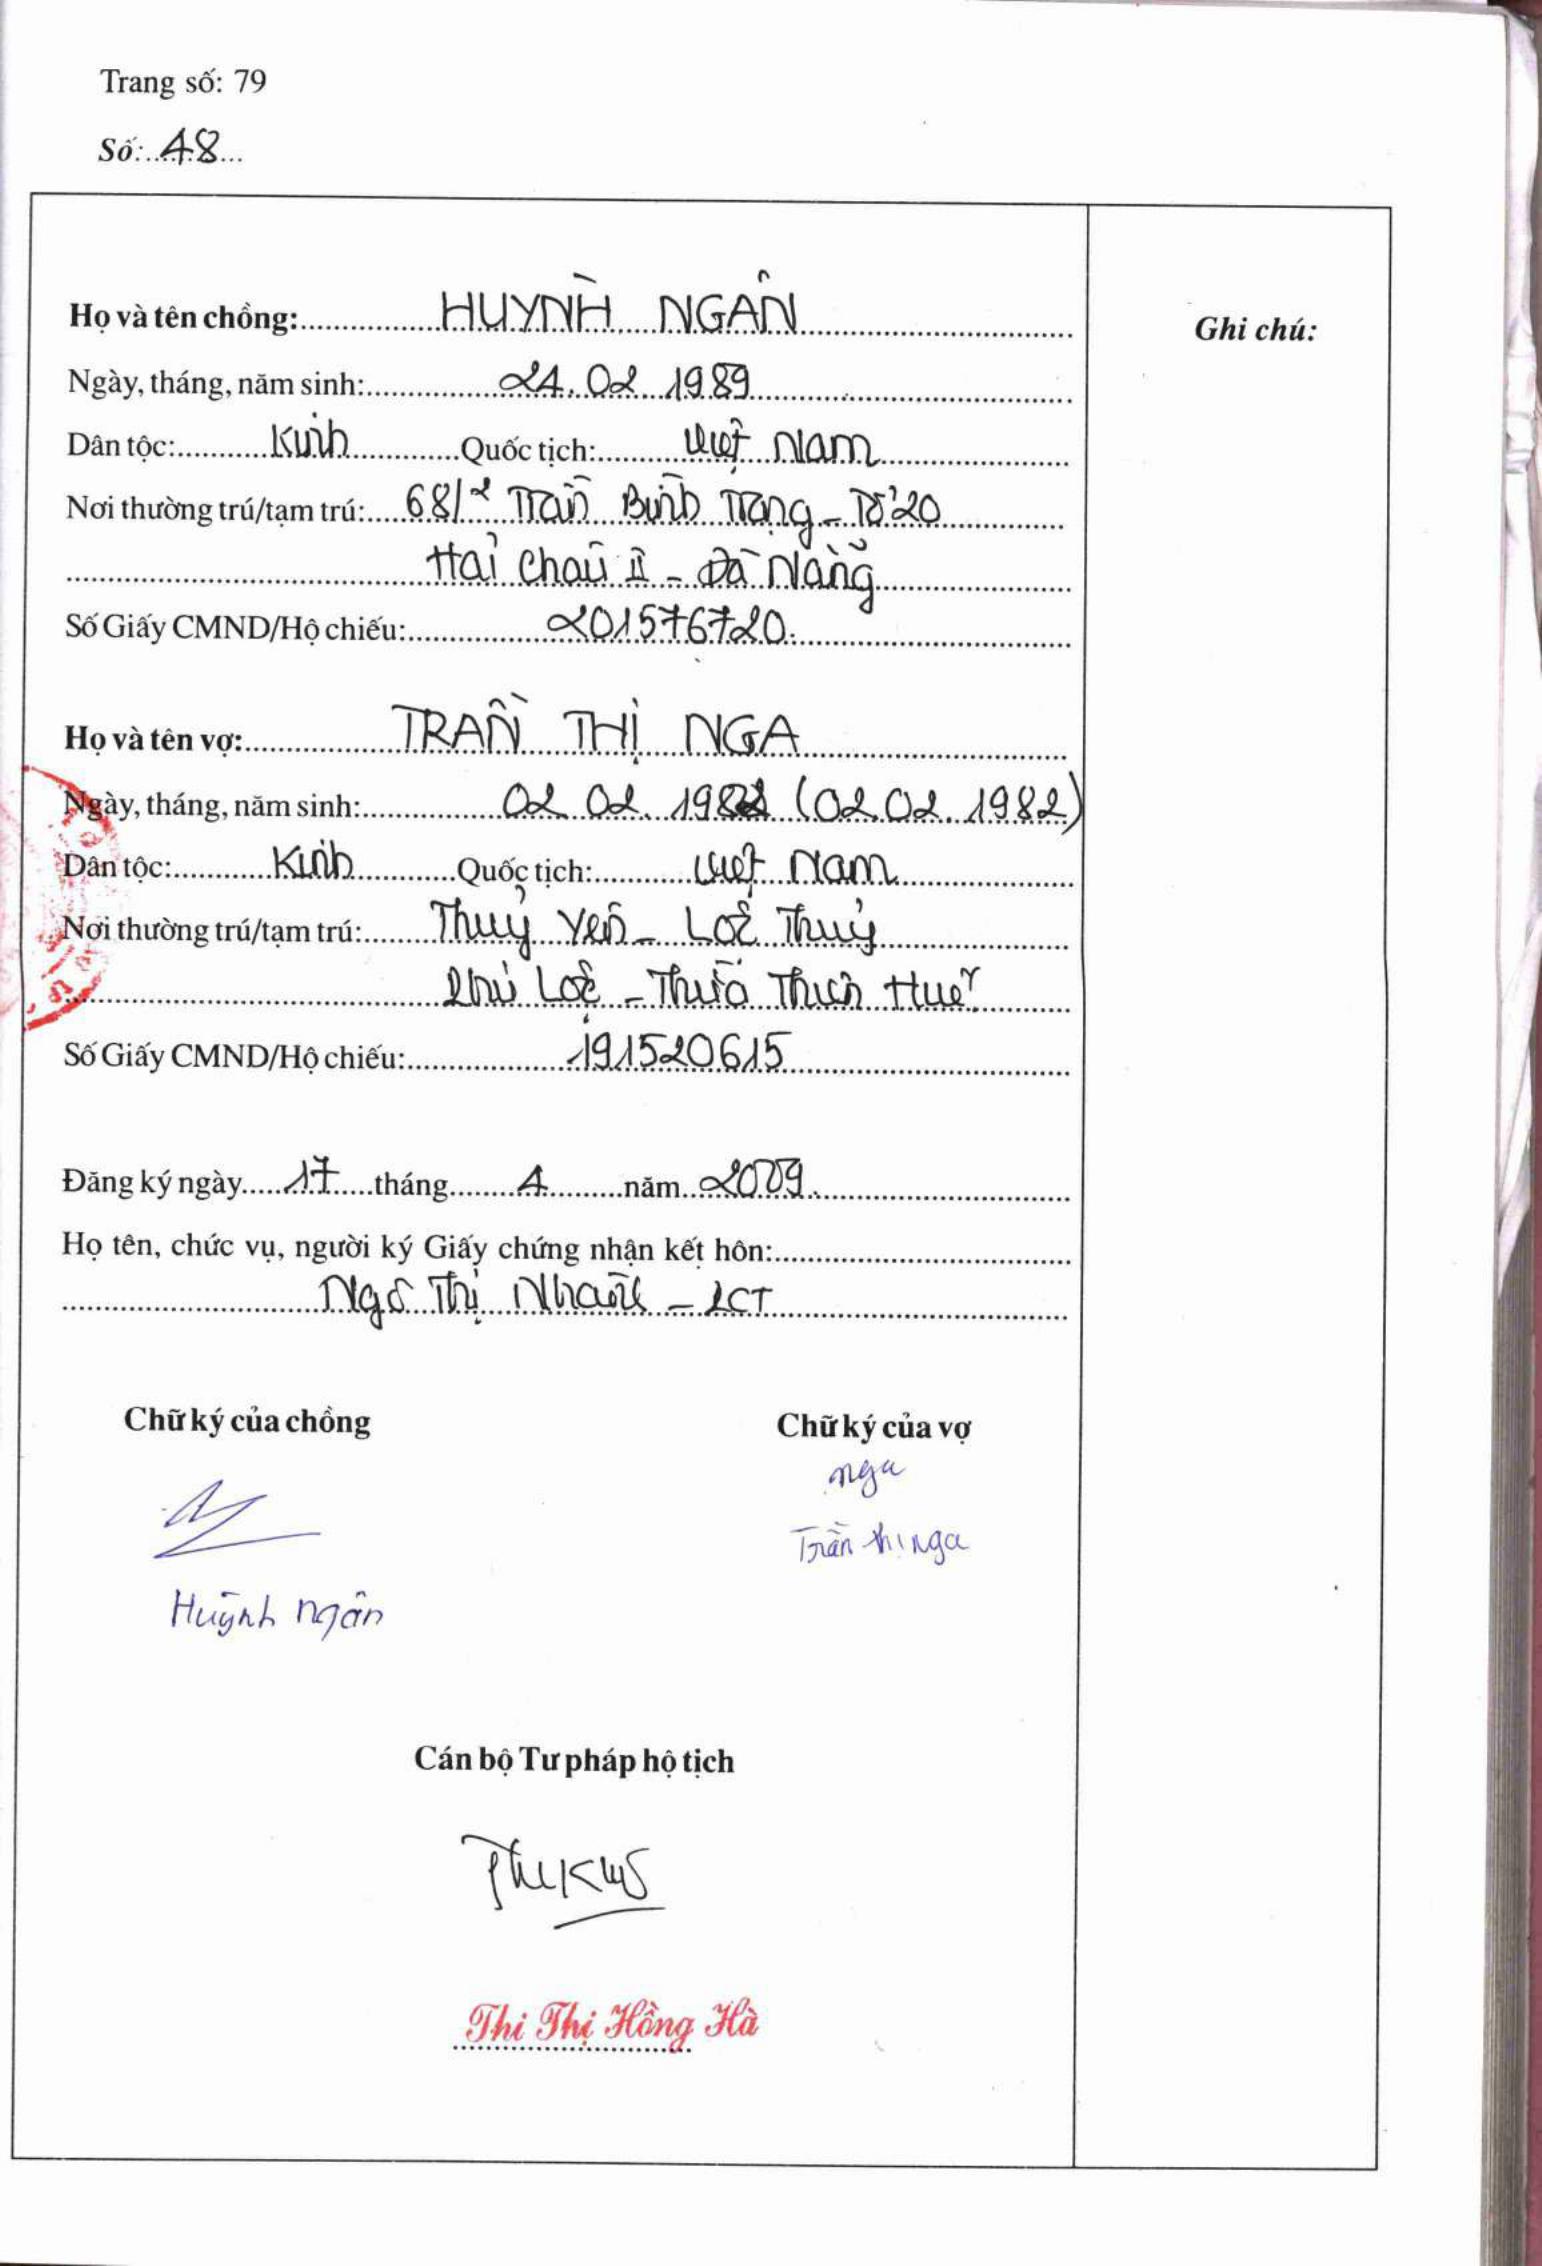 Trang số: 79
Số: 48
Họ và tên chồng: HUỲNH NGÂN
Ghi chú:
Ngày, tháng, năm sinh: 24.02.1989
Dân tộc: Kinh Quốc tịch: Việt Nam
Nơi thường trú/tạm trú: 68/2 Trần Bình Trọng - Tổ 20
Hải Châu II - Đà Nẵng
Số Giấy CMND/Hộ chiếu: 201576720
Họ và tên vợ: TRẦN THỊ NGA
Ngày, tháng, năm sinh: 02.02.1982 (02.02.1982)
Dân tộc: Kinh Quốc tịch: Việt Nam
Nơi thường trú/tạm trú: Thuỷ Yên - Lộc Thuỷ
Phú Lộc - Thừa Thiên Huế
Số Giấy CMND/Hộ chiếu: 191520615
Đăng ký ngày 17 tháng 4 năm 2009
Họ tên, chức vụ, người ký Giấy chứng nhận kết hôn:
Ngô Thị Nhanh - PCT
Chữ ký của chồng
Chữ ký của vợ
nga
Trần thị nga
Huỳnh Ngân
Cán bộ Tư pháp hộ tịch
Thi Thị Hồng Hà